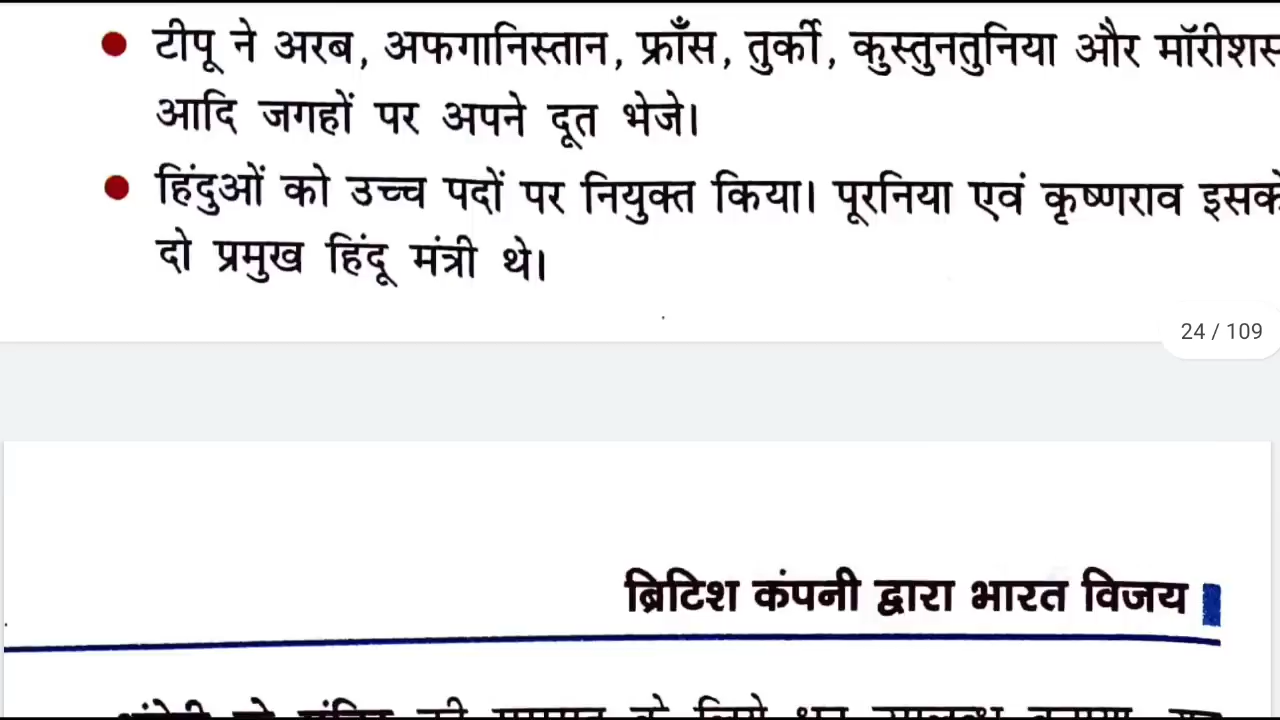 ● टीपू ने अरब, अफगानिस्तान, फ्राँस, तुर्की, कुस्तुनतुनिया और मॉरीशस
आदि जगहों पर अपने दूत भेजे।
● हिंदुओं को उच्च पदों पर नियुक्त किया। पूरनिया एवं कृष्णराव इसके
दो प्रमुख हिंदू मंत्री थे।
24 / 109
ब्रिटिश कंपनी द्वारा भारत विजय